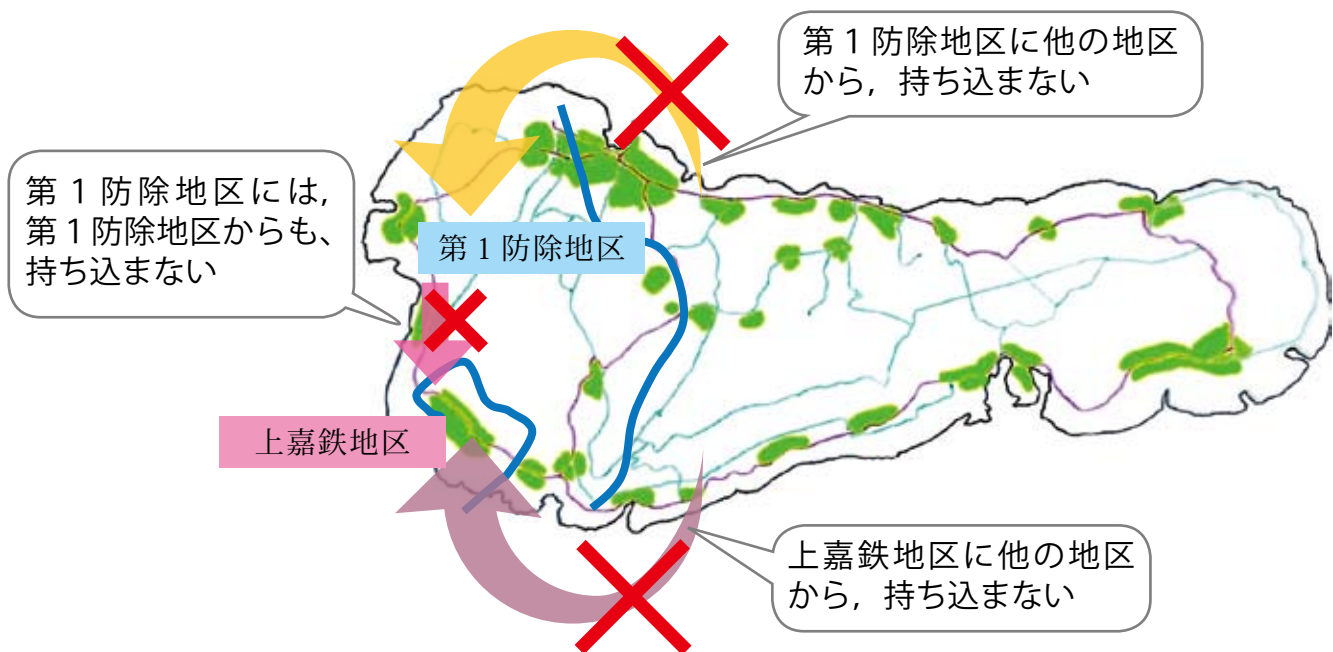 第１防除地区に他の地区
から，持ち込まない
第１防除地区には，
第１防除地区からも、
持ち込まない
第１防除地区
上嘉鉄地区
上嘉鉄地区に他の地区
から，持ち込まない